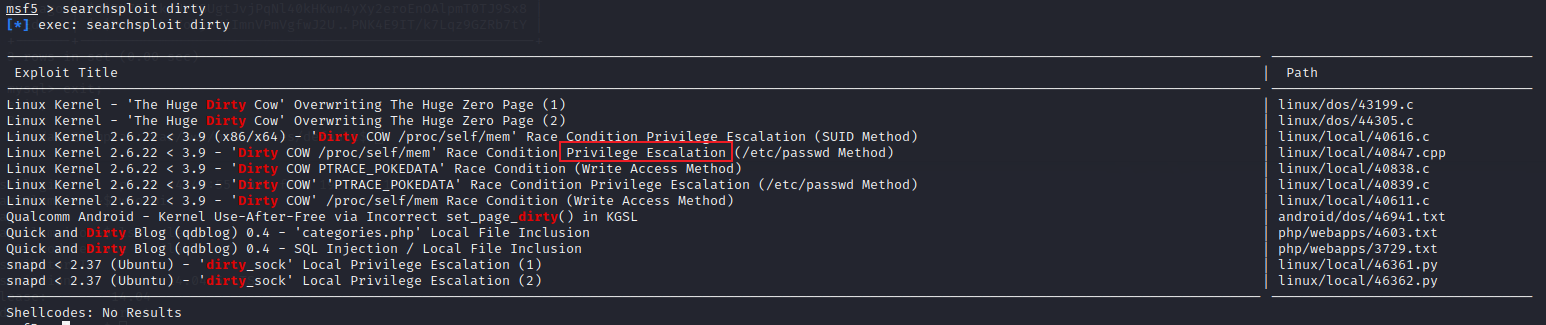 msf5 > searchsploit dirty
[*] exec: searchsploit dirty
Exploit Title | Path
Linux Kernel - 'The Huge Dirty Cow' Overwriting The Huge Zero Page (1) | linux/dos/43199.c
Linux Kernel - 'The Huge Dirty Cow' Overwriting The Huge Zero Page (2) | linux/dos/44305.c
Linux Kernel 2.6.22 < 3.9 (x86/x64) - 'Dirty COW /proc/self/mem' Race Condition Privilege Escalation (SUID Method) | linux/local/40616.c
Linux Kernel 2.6.22 < 3.9 - 'Dirty COW /proc/self/mem' Race Condition Privilege Escalation (/etc/passwd Method) | linux/local/40847.cpp
Linux Kernel 2.6.22 < 3.9 - 'Dirty COW PTRACE_POKEDATA' Race Condition (Write Access Method) | linux/local/40838.c
Linux Kernel 2.6.22 < 3.9 - 'Dirty COW' 'PTRACE_POKEDATA' Race Condition Privilege Escalation (/etc/passwd Method) | linux/local/40839.c
Linux Kernel 2.6.22 < 3.9 - 'Dirty COW' /proc/self/mem Race Condition (Write Access Method) | linux/local/40611.c
Qualcomm Android - Kernel Use-After-Free via Incorrect set_page_dirty() in KGSL | android/dos/46941.txt
Quick and Dirty Blog (qdblog) 0.4 - 'categories.php' Local File Inclusion | php/webapps/4603.txt
Quick and Dirty Blog (qdblog) 0.4 - SQL Injection / Local File Inclusion | php/webapps/3729.txt
snapd < 2.37 (Ubuntu) - 'dirty_sock' Local Privilege Escalation (1) | linux/local/46361.py
snapd < 2.37 (Ubuntu) - 'dirty_sock' Local Privilege Escalation (2) | linux/local/46362.py
Shellcodes: No Results